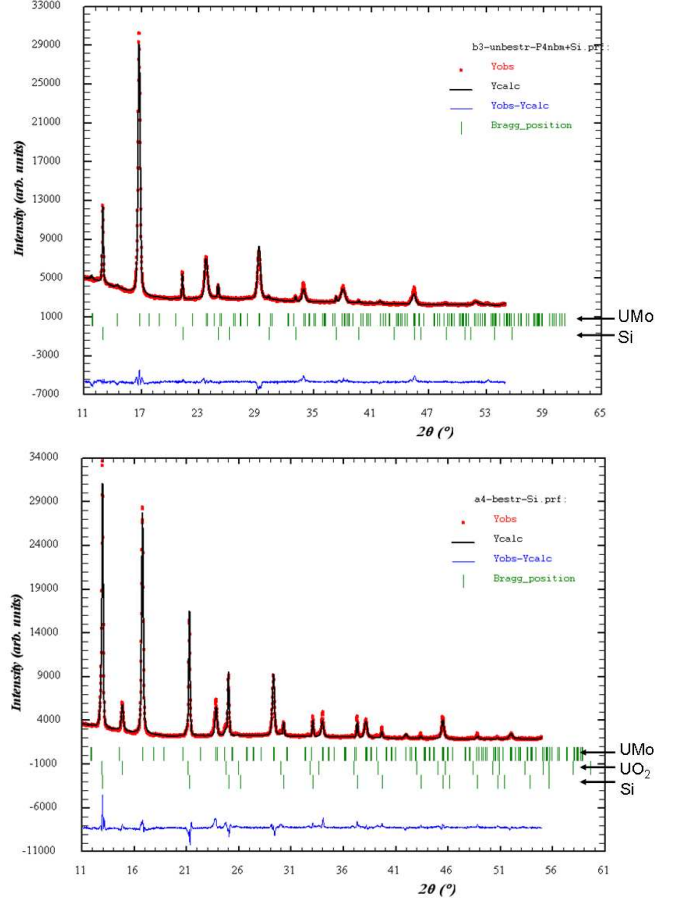 33000
29000
25000
21000
17000
13000
9000
5000
1000
-3000
-7000
Intensity (arb. units)
b3-unbestr-P4nbm+Si.prf:
Yobs
Ycalc
Yobs-Ycalc
Bragg_position
UMo
Si
11 17 23 29 35 41 47 53 59 65
2θ (°)
34000
29000
24000
19000
14000
9000
4000
-1000
-6000
-11000
Intensity (arb. units)
a4-bestr-Si.prf:
Yobs
Ycalc
Yobs-Ycalc
Bragg_position
UMo
UO₂
Si
11 16 21 26 31 36 41 46 51 56 61
2θ (°)